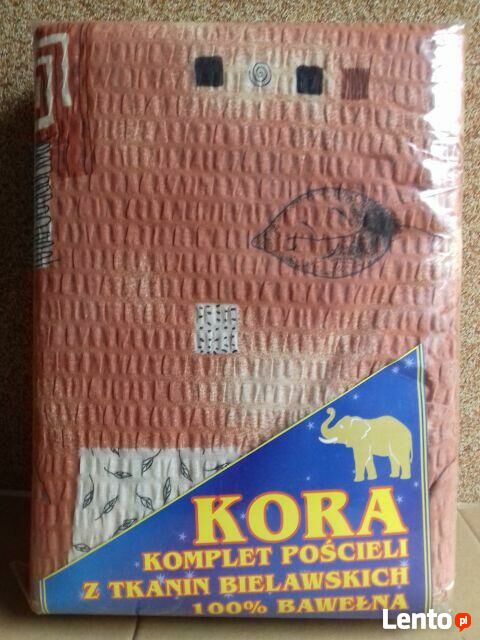 KORA
KOMPLET POŚCIELI
Z TKANIN BIELAWSKICH
100% BAWEŁNA
Lento.pl